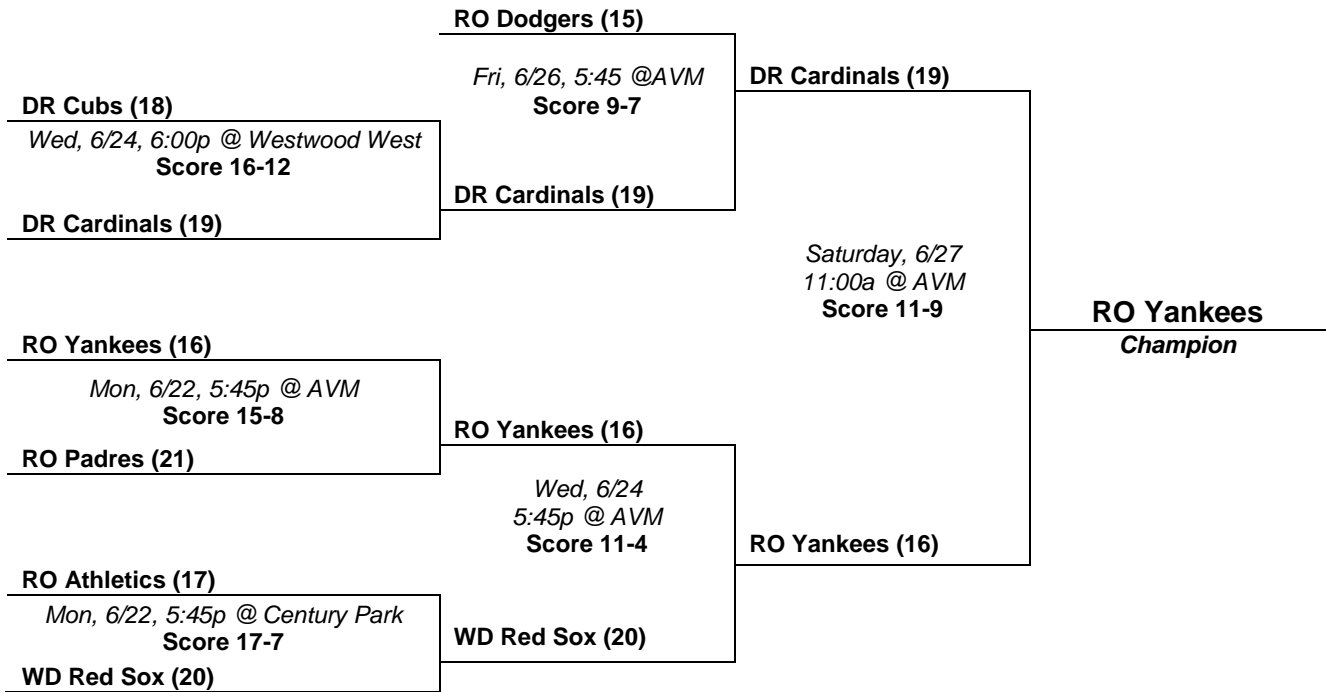 RO Dodgers (15)
Fri, 6/26, 5:45 @AVM
Score 9-7
DR Cardinals (19)
DR Cubs (18)
Wed, 6/24, 6:00p @ Westwood West
Score 16-12
DR Cardinals (19)
DR Cardinals (19)
Saturday, 6/27
11:00a @ AVM
Score 11-9
RO Yankees
Champion
RO Yankees (16)
Mon, 6/22, 5:45p @ AVM
Score 15-8
RO Yankees (16)
RO Padres (21)
Wed, 6/24
5:45p @ AVM
Score 11-4
RO Yankees (16)
RO Athletics (17)
Mon, 6/22, 5:45p @ Century Park
Score 17-7
WD Red Sox (20)
WD Red Sox (20)